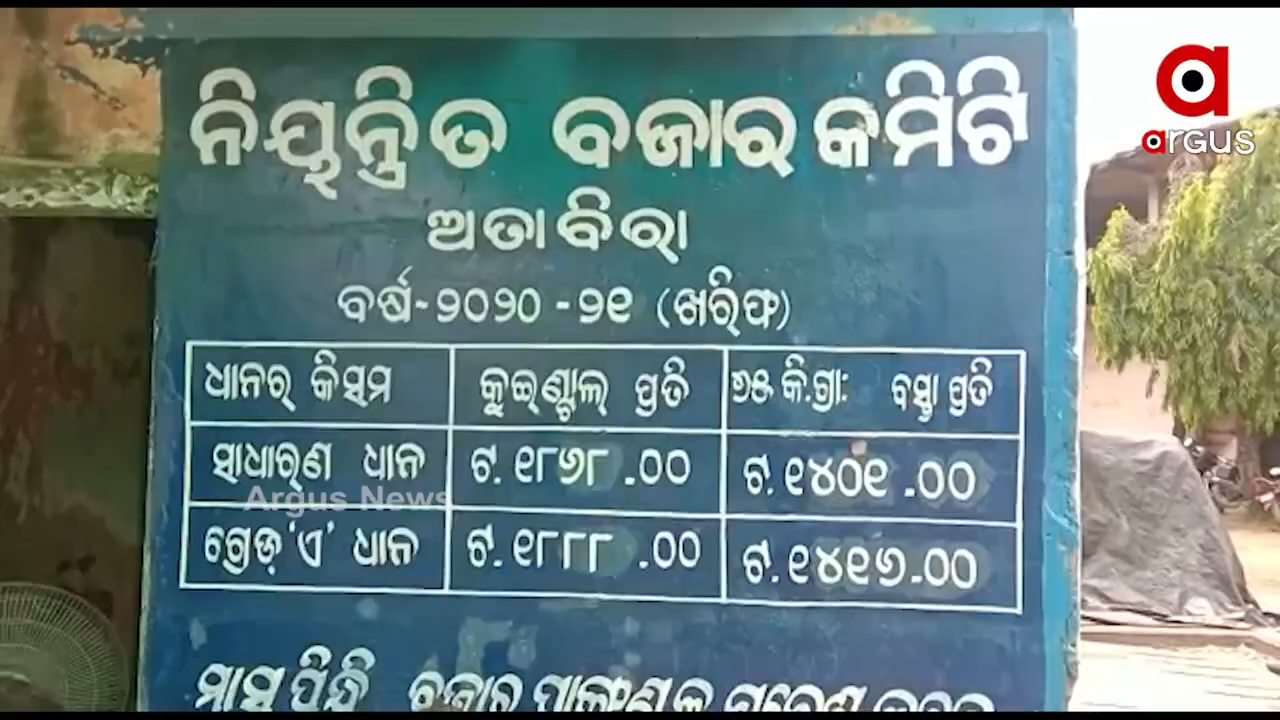 ନିୟନ୍ତ୍ରିତ ବଜାର କମିଟି
ଅତାବିରା
ବର୍ଷ-୨୦୨୦ -୨୧ (ଖରିଫ)
ଧାନର୍ କିସମ କୁଇଣ୍ଟାଲ୍ ପ୍ରତି ୭୫ କି.ଗ୍ରା: ବସ୍ତା ପ୍ରତି
ସାଧାରଣ ଧାନ ଟ. ୧୮୬୮ .୦୦ ଟ. ୧୪୦୧ .୦୦
ଗ୍ରେଡ଼ 'ଏ' ଧାନ ଟ. ୧୮୮୮ .୦୦ ଟ. ୧୪୧୬.୦୦
ମାସ୍କ ପିନ୍ଧି ବଜାର
argus
Argus News